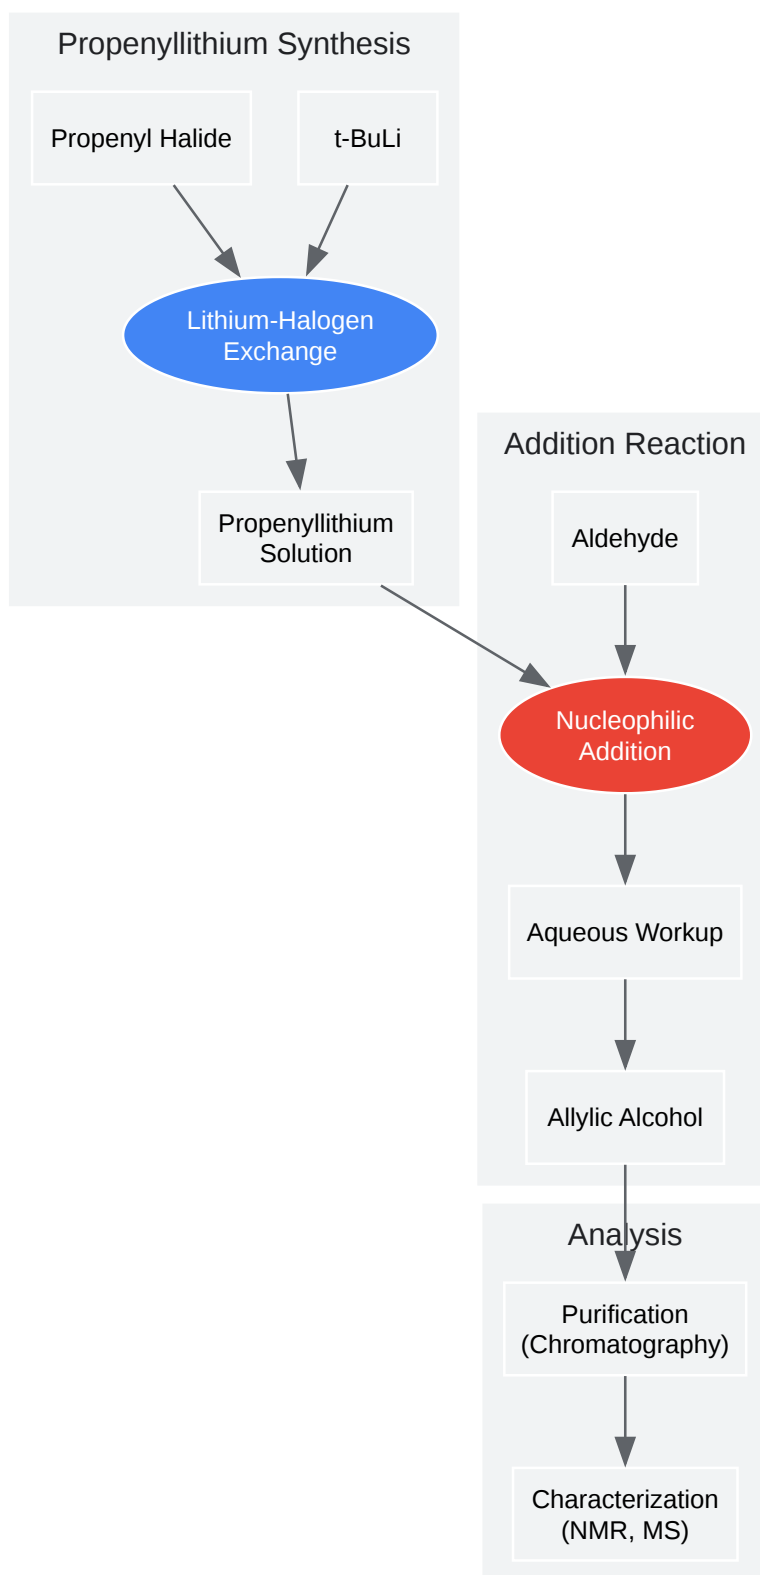 Propenyllithium Synthesis
Propenyl Halide
t-BuLi
Lithium-Halogen
Exchange
Propenyllithium
Solution
Addition Reaction
Aldehyde
Nucleophilic
Addition
Aqueous Workup
Allylic Alcohol
Analysis
Purification
(Chromatography)
Characterization
(NMR, MS)